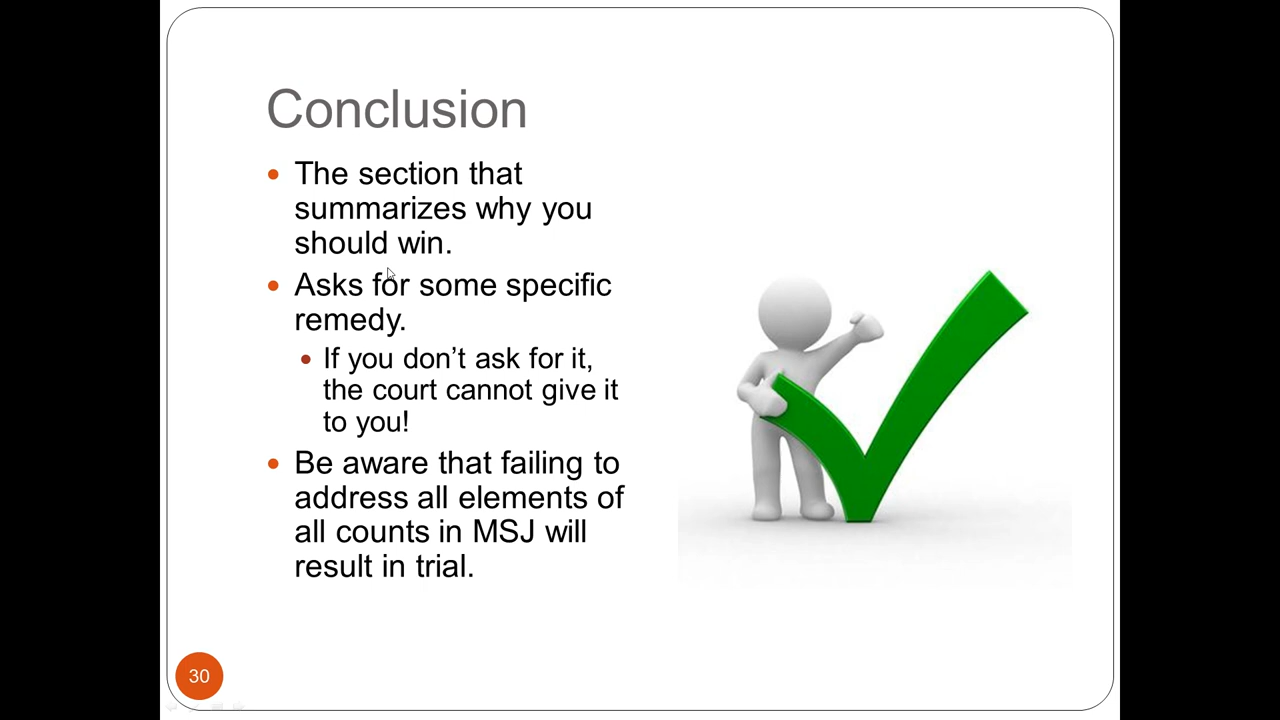 Conclusion
The section that
summarizes why you
should win.
Asks for some specific
remedy.
If you don’t ask for it,
the court cannot give it
to you!
Be aware that failing to
address all elements of
all counts in MSJ will
result in trial.
30